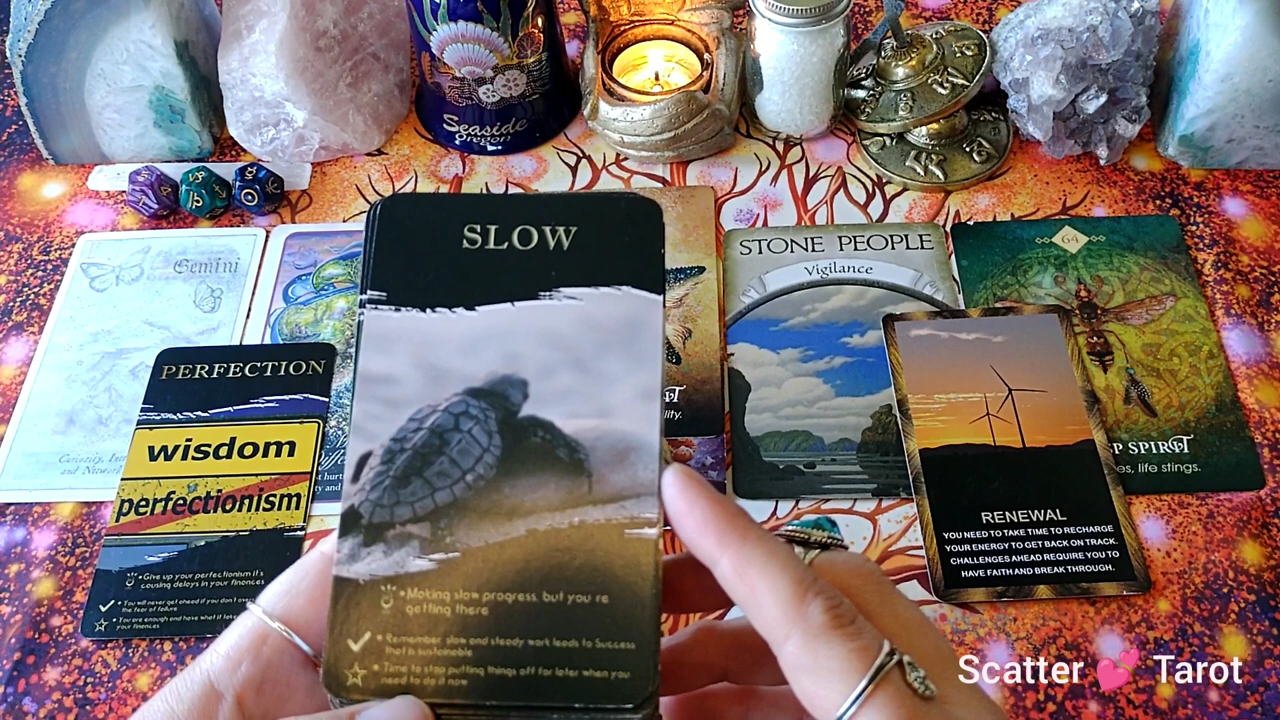 Seaside
Oregon
Gemini
STONE PEOPLE
Vigilance
64
SLOW
PERFECTION
wisdom
perfectionism
• Give up your perfectionism it's
causing delays in your finances
• You will never get ahead if you don't
the fear of failure
• You are enough and have what it
your finances
• Making slow progress, but you're
getting there
• Remember slow and steady work leads to Success
that is sustainable
• Time to stop putting things off for later when you
need to do it now
SPIRIT
life stings.
RENEWAL
YOU NEED TO TAKE TIME TO RECHARGE
YOUR ENERGY TO GET BACK ON TRACK.
CHALLENGES AHEAD REQUIRE YOU TO
HAVE FAITH AND BREAK THROUGH.
Scatter 💕 Tarot